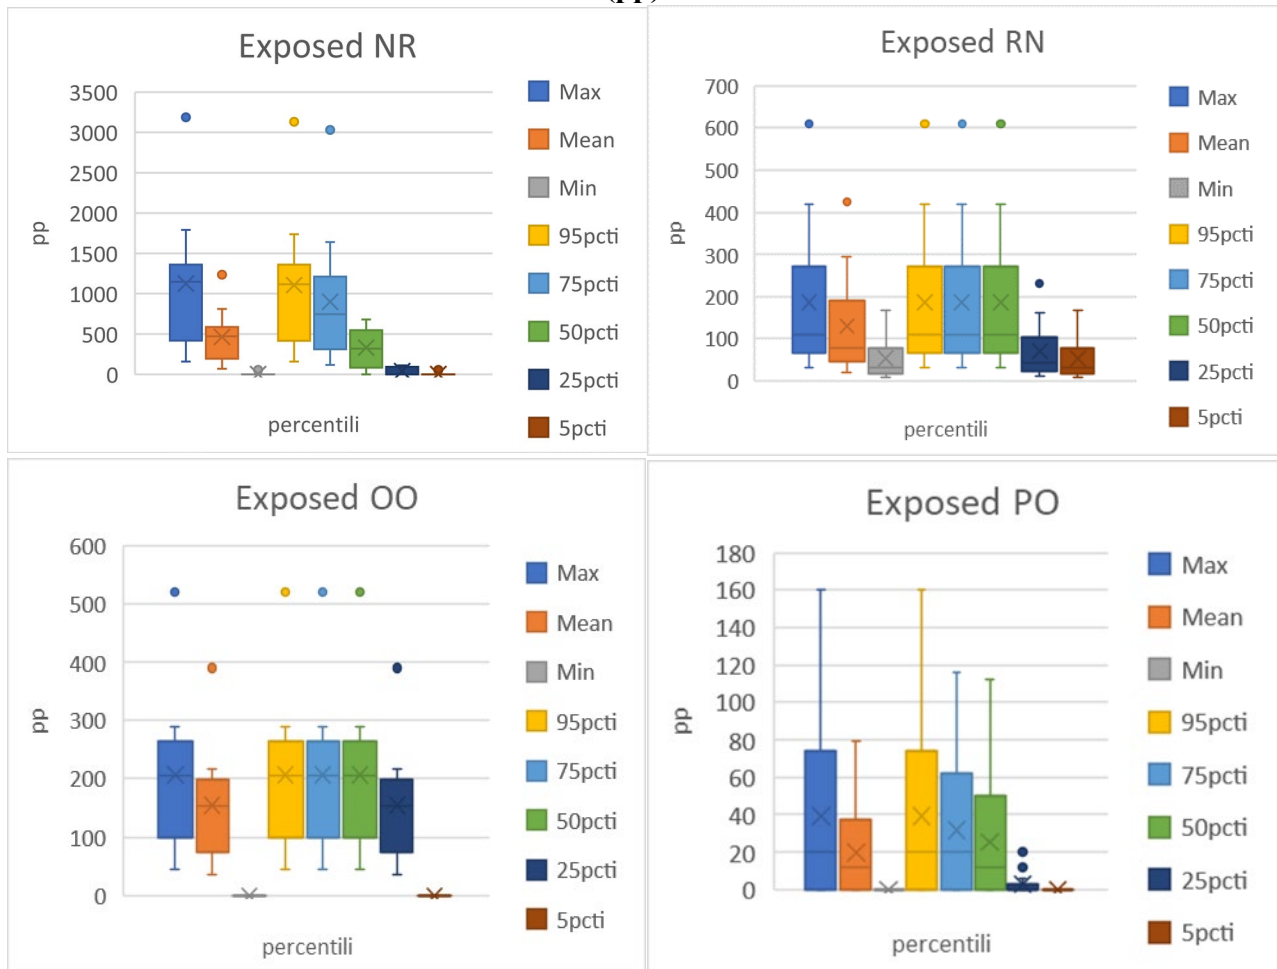 (pp)
Exposed NR
3500
3000
2500
2000
1500
1000
500
0
pp
percentili
Max
Mean
Min
95pcti
75pcti
50pcti
25pcti
5pcti
Exposed RN
700
600
500
400
300
200
100
0
pp
percentili
Max
Mean
Min
95pcti
75pcti
50pcti
25pcti
5pcti
Exposed OO
600
500
400
300
200
100
0
pp
percentili
Max
Mean
Min
95pcti
75pcti
50pcti
25pcti
5pcti
Exposed PO
180
160
140
120
100
80
60
40
20
0
pp
percentili
Max
Mean
Min
95pcti
75pcti
50pcti
25pcti
5pcti